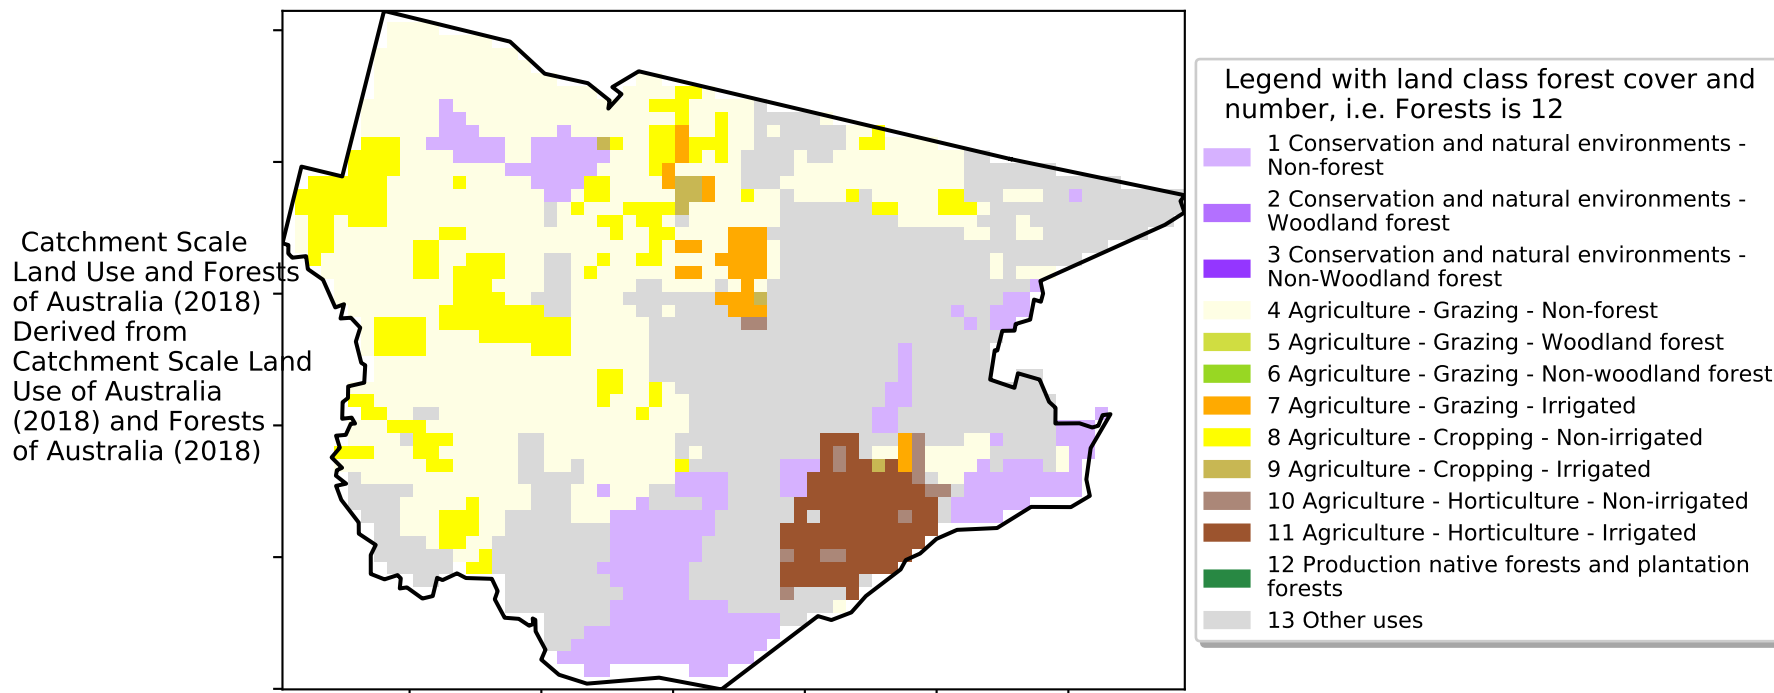 Catchment Scale
Land Use and Forests
of Australia (2018)
Derived from
Catchment Scale Land
Use of Australia
(2018) and Forests
of Australia (2018)
Legend with land class forest cover and
number, i.e. Forests is 12
1 Conservation and natural environments -
Non-forest
2 Conservation and natural environments -
Woodland forest
3 Conservation and natural environments -
Non-Woodland forest
4 Agriculture - Grazing - Non-forest
5 Agriculture - Grazing - Woodland forest
6 Agriculture - Grazing - Non-woodland forest
7 Agriculture - Grazing - Irrigated
8 Agriculture - Cropping - Non-irrigated
9 Agriculture - Cropping - Irrigated
10 Agriculture - Horticulture - Non-irrigated
11 Agriculture - Horticulture - Irrigated
12 Production native forests and plantation
forests
13 Other uses